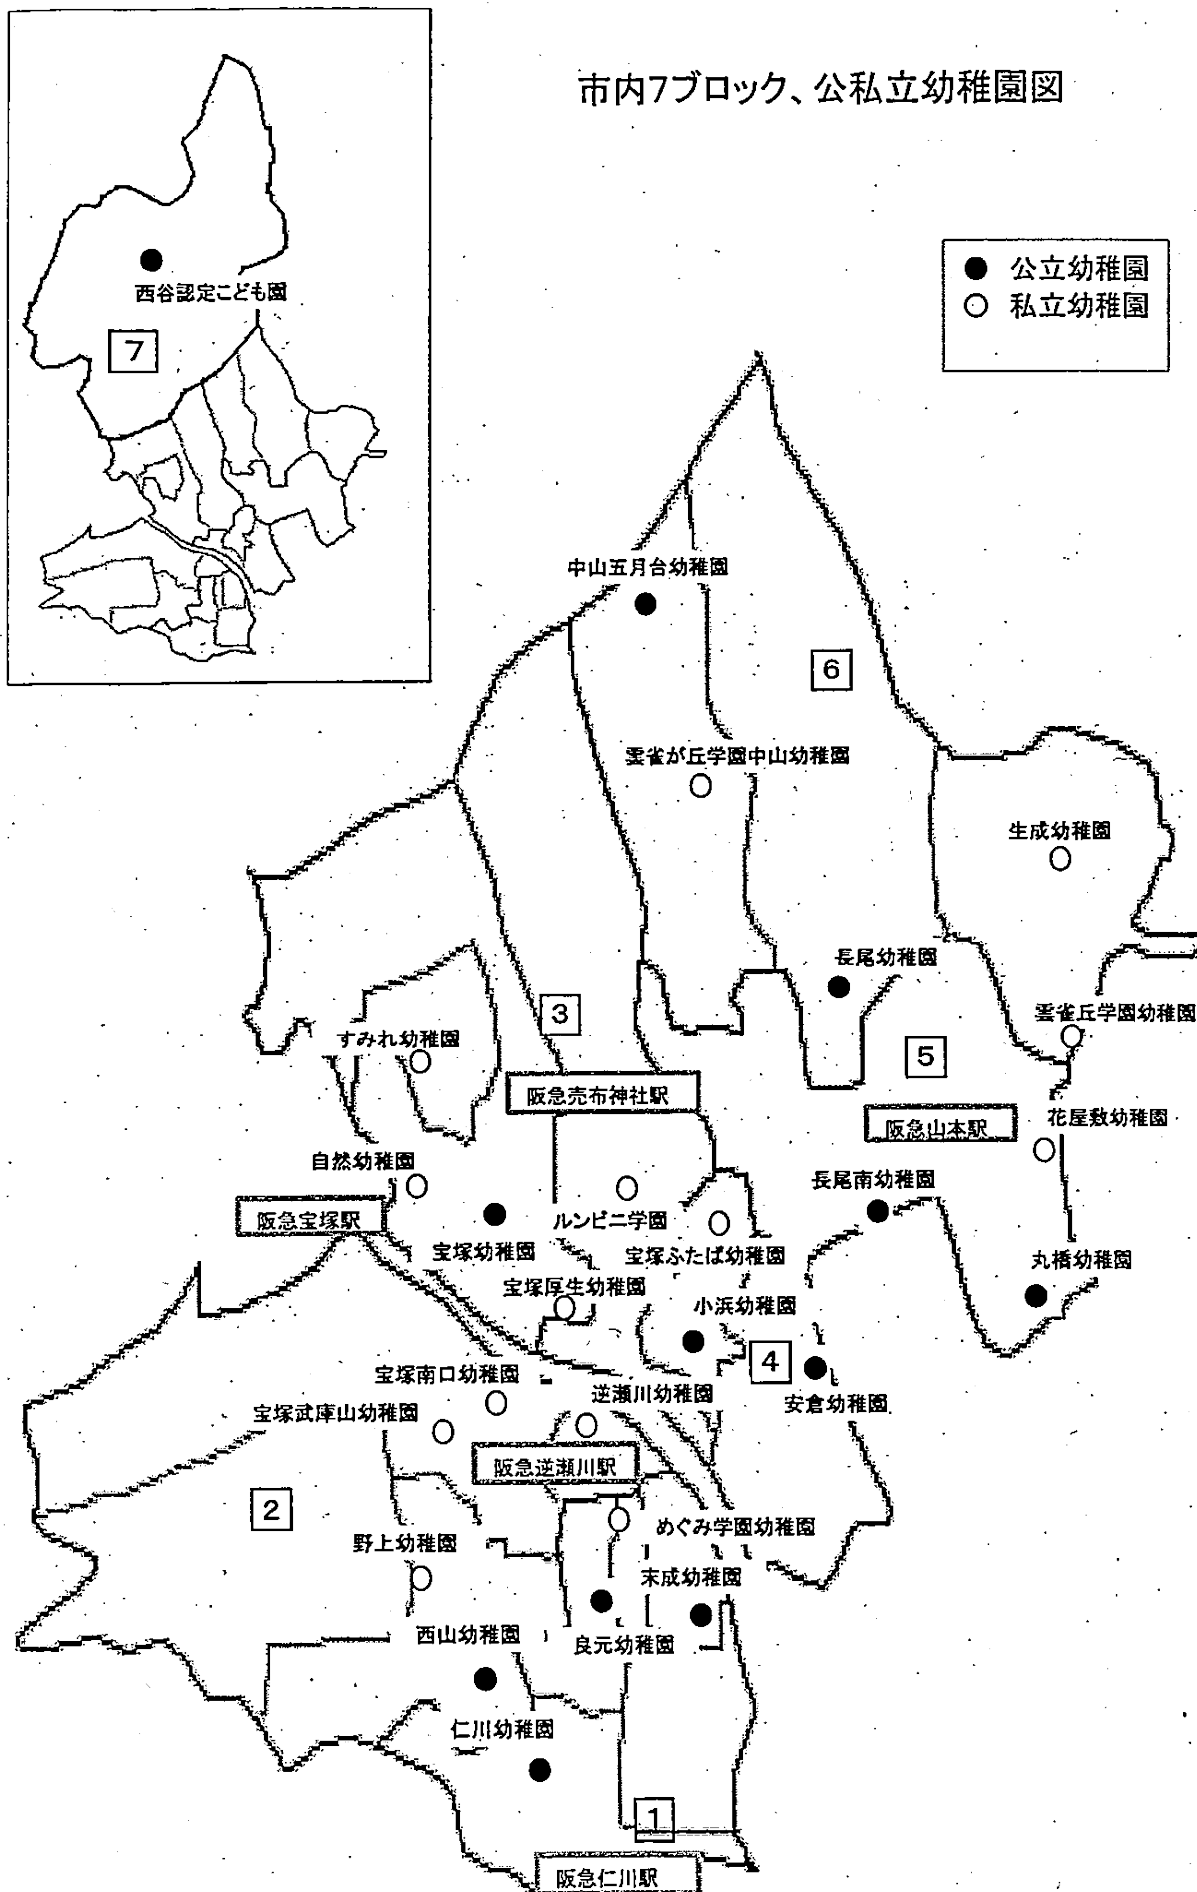 市内7ブロック、公私立幼稚園図
● 公立幼稚園
○ 私立幼稚園
西谷認定こども園
7
中山五月台幼稚園
6
雲雀が丘学園中山幼稚園
生成幼稚園
長尾幼稚園
3
雲雀丘学園幼稚園
すみれ幼稚園
5
阪急売布神社駅
阪急山本駅
花屋敷幼稚園
自然幼稚園
長尾南幼稚園
阪急宝塚駅
ルンビニ学園
宝塚幼稚園
宝塚ふたば幼稚園
丸橋幼稚園
宝塚厚生幼稚園
小浜幼稚園
4
宝塚南口幼稚園
逆瀬川幼稚園
安倉幼稚園
宝塚武庫山幼稚園
阪急逆瀬川駅
2
めぐみ学園幼稚園
野上幼稚園
末成幼稚園
西山幼稚園
良元幼稚園
仁川幼稚園
1
阪急仁川駅